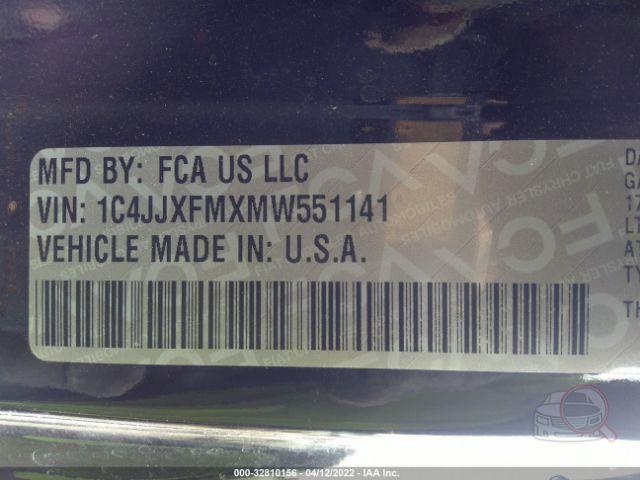 MFD BY: FCA US LLC
VIN: 1C4JJXFMXMW551141
VEHICLE MADE IN: U.S.A.
000-32810156 - 04/12/2022 - IAA Inc.